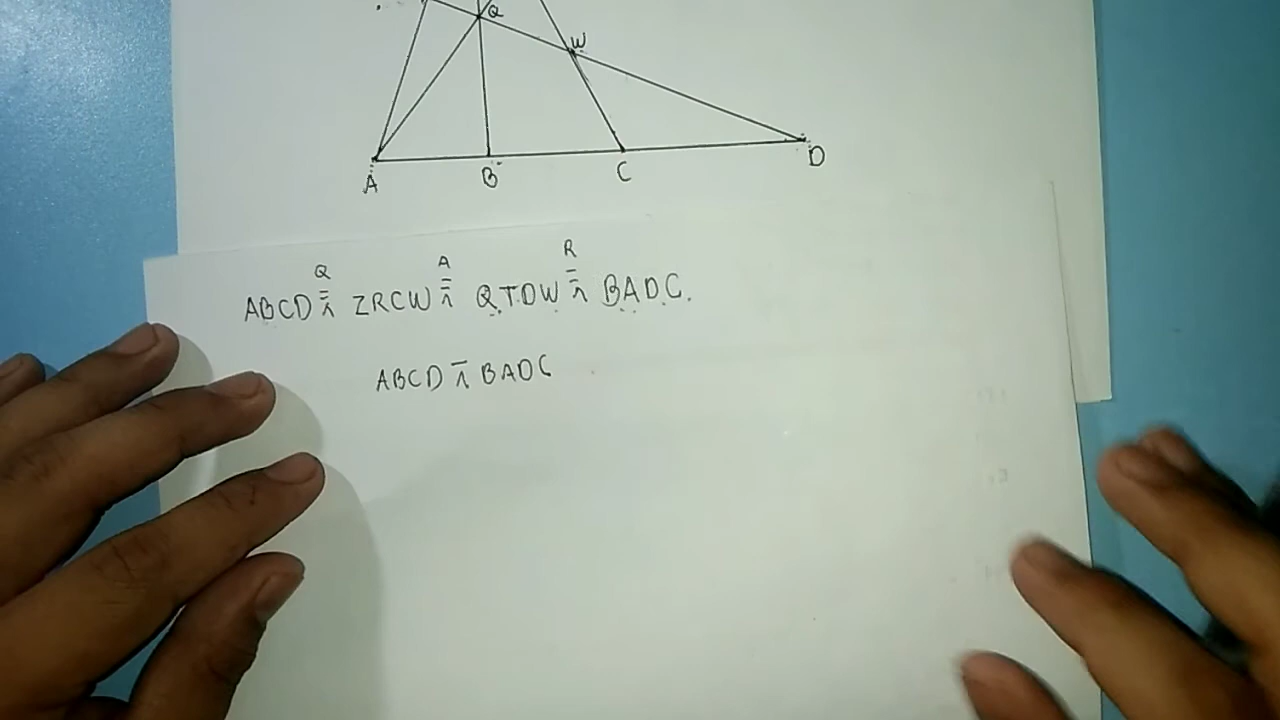 Q
W
A B C D
Q A R
ABCD ⩞ ZRCW ⩞ QTDW ⩞ BADC.
ABCD ⊼ BADC